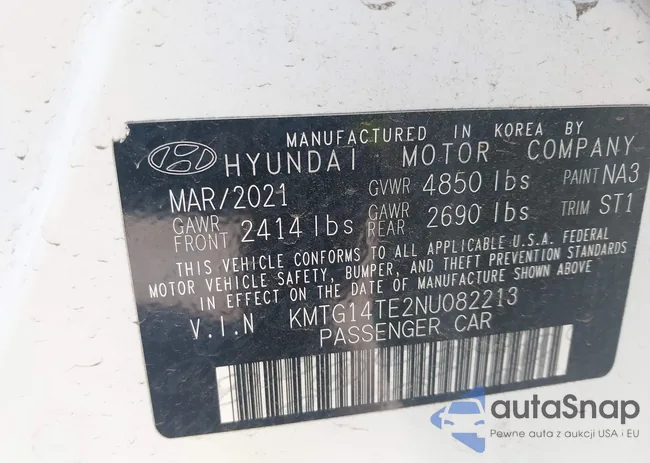 MANUFACTURED IN KOREA BY
HYUNDAI MOTOR COMPANY
MAR/2021 GVWR 4850 lbs PAINT NA3
GAWR FRONT 2414 lbs GAWR REAR 2690 lbs TRIM ST1
THIS VEHICLE CONFORMS TO ALL APPLICABLE U.S.A. FEDERAL
MOTOR VEHICLE SAFETY, BUMPER, AND THEFT PREVENTION STANDARDS
IN EFFECT ON THE DATE OF MANUFACTURE SHOWN ABOVE
V.I.N KMTG14TE2NU082213
PASSENGER CAR
autaSnap
Pewne auta z aukcji USA i EU